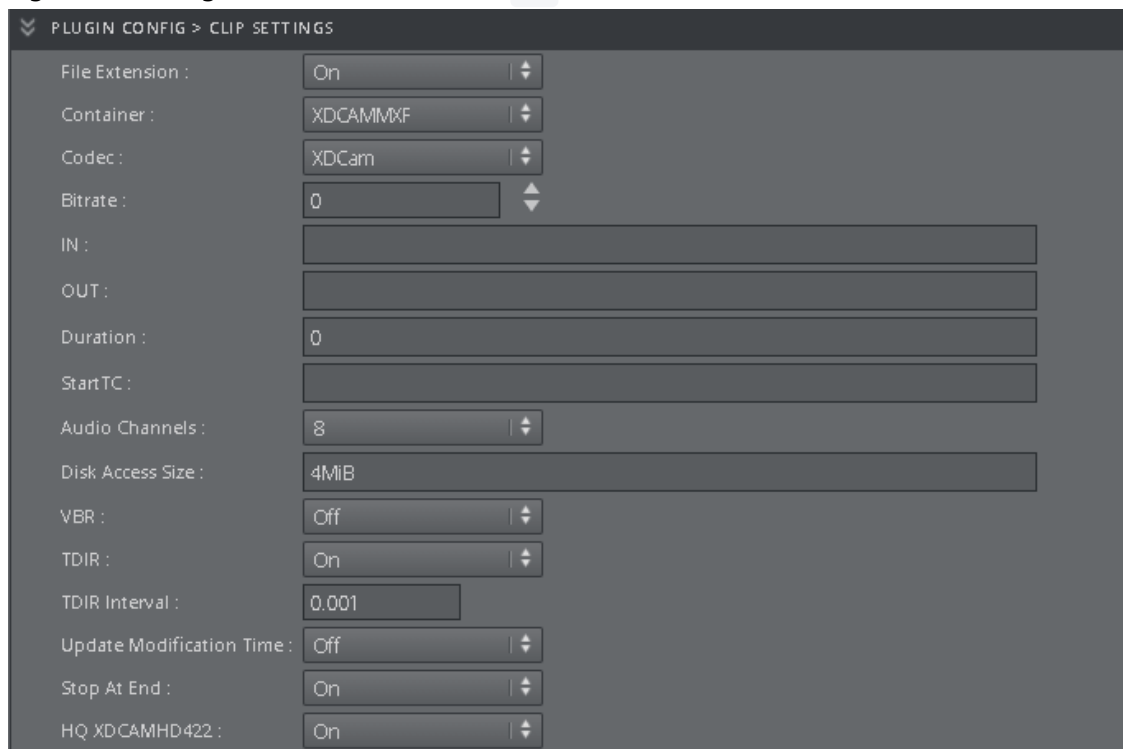 PLUGIN CONFIG > CLIP SETTINGS
File Extension : On
Container : XDCAMMXF
Codec : XDCam
Bitrate : 0
IN :
OUT :
Duration : 0
StartTC :
Audio Channels : 8
Disk Access Size : 4MiB
VBR : Off
TDIR : On
TDIR Interval : 0.001
Update Modification Time : Off
Stop At End : On
HQ XDCAMHD422 : On